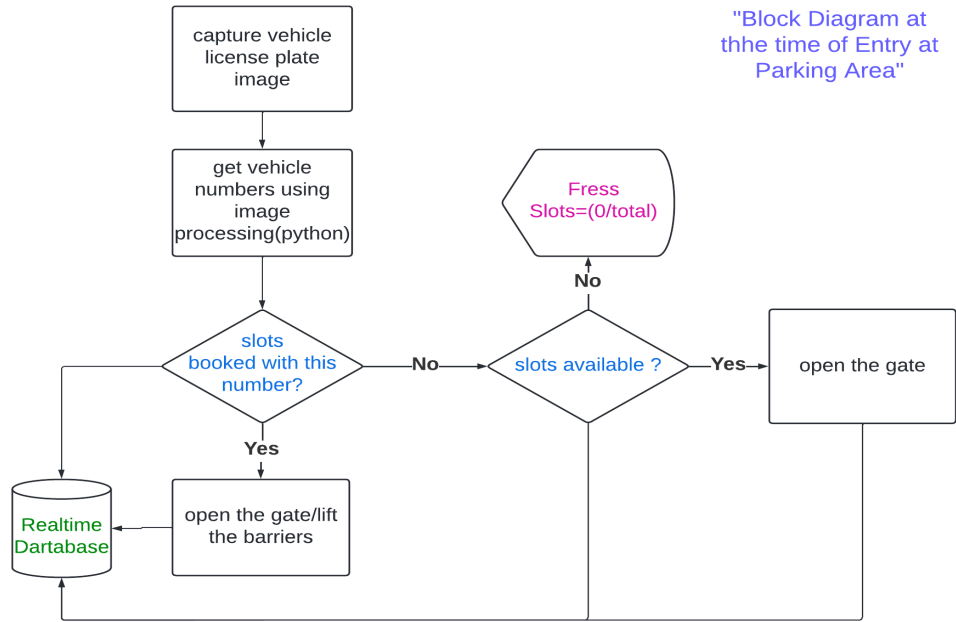 "Block Diagram at
thhe time of Entry at
Parking Area"
capture vehicle
license plate
image
get vehicle
numbers using
image
processing(python)
Fress
Slots=(0/total)
No
slots
booked with this
number?
No
slots available ?
Yes
open the gate
Yes
open the gate/lift
the barriers
Realtime
Dartabase